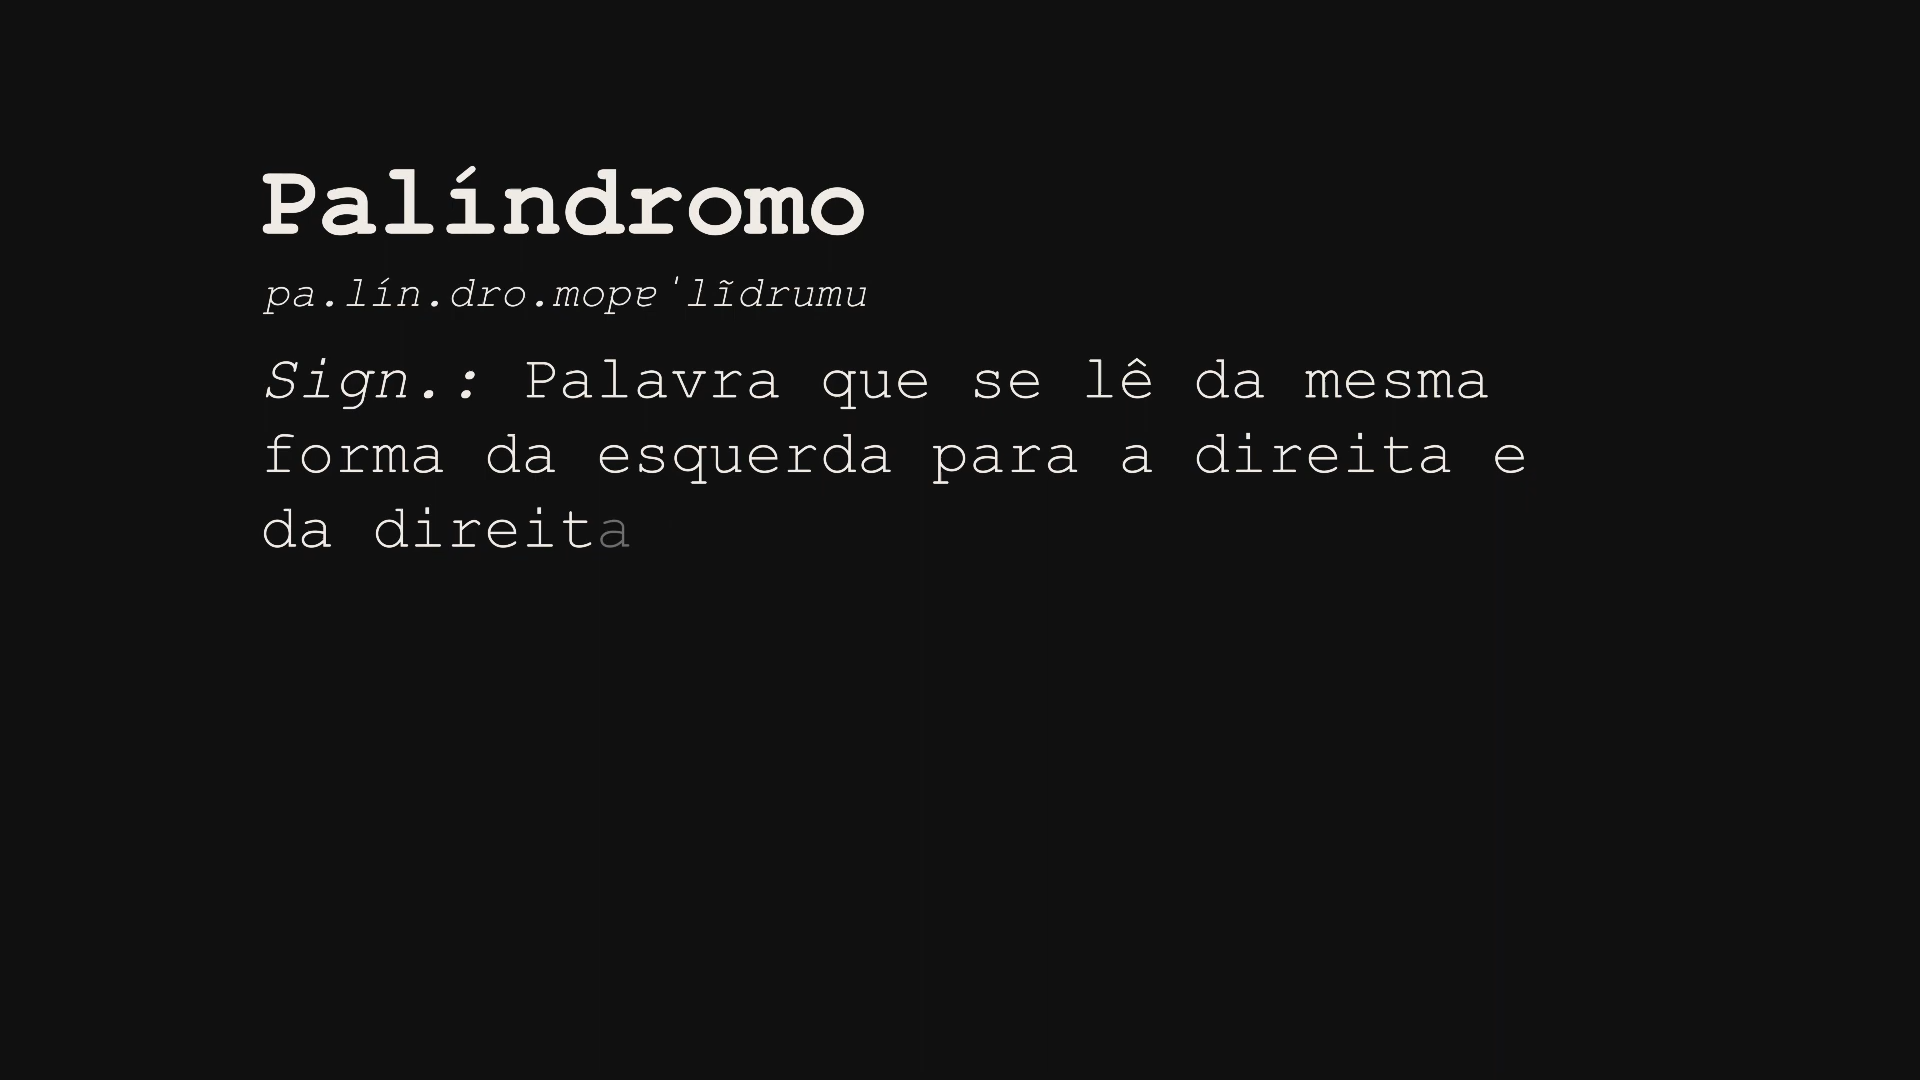 Palíndromo
pa.lín.dro.mopɐˈlĩdrumu
Sign.: Palavra que se lê da mesma
forma da esquerda para a direita e
da direita